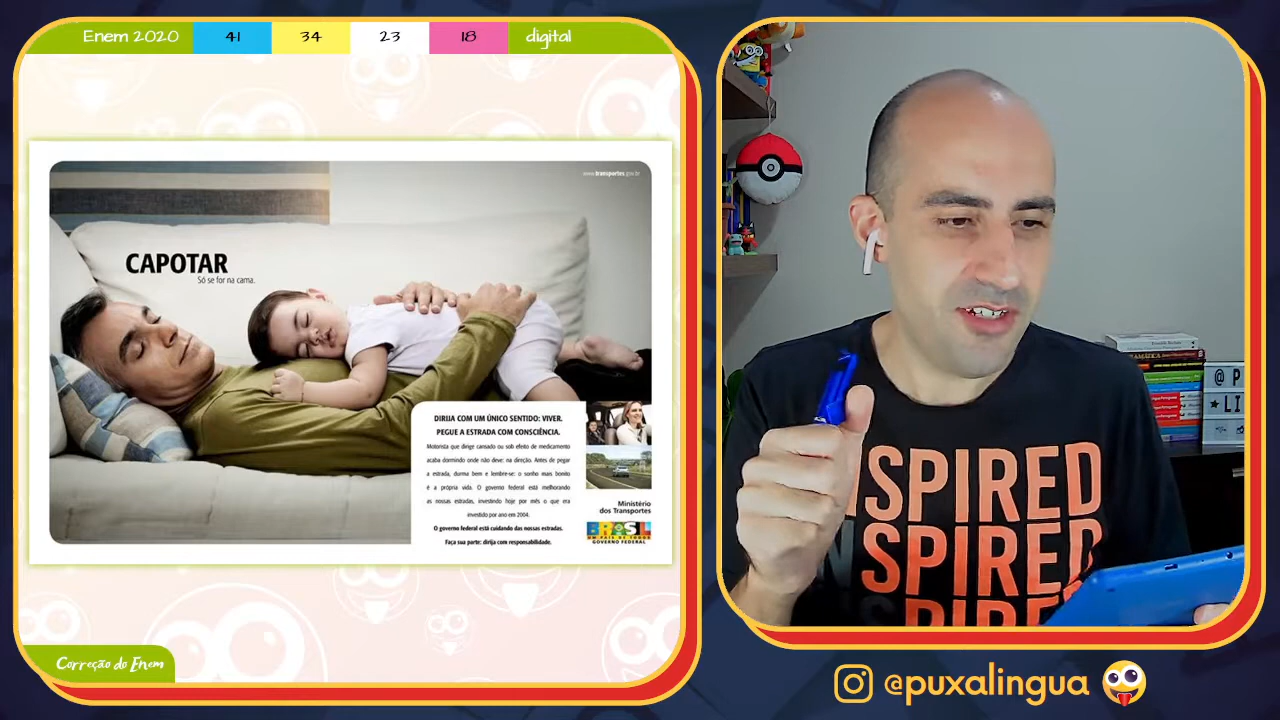 Enem 2020 41 34 23 18 digital
www.transportes.gov.br
CAPOTAR
Só se for na cama.
DIRIJA COM UM ÚNICO SENTIDO: VIVER.
PEGUE A ESTRADA COM CONSCIÊNCIA.
Motorista que dirige cansado ou sob efeito de medicamento
acaba dormindo onde não deve: na direção. Antes de pegar
a estrada, durma bem e lembre-se: o sonho mais bonito
é a própria vida. O governo federal está melhorando
as nossas estradas, investindo hoje por mês o que era
investido por ano em 2004.
O governo federal está cuidando das nossas estradas.
Faça sua parte: dirija com responsabilidade.
Ministério
dos Transportes
BRASIL
UM PAÍS DE TODOS
GOVERNO FEDERAL
Correção do Enem
NSPIRED
NSPIRED
@ P
★ LI
@puxalingua